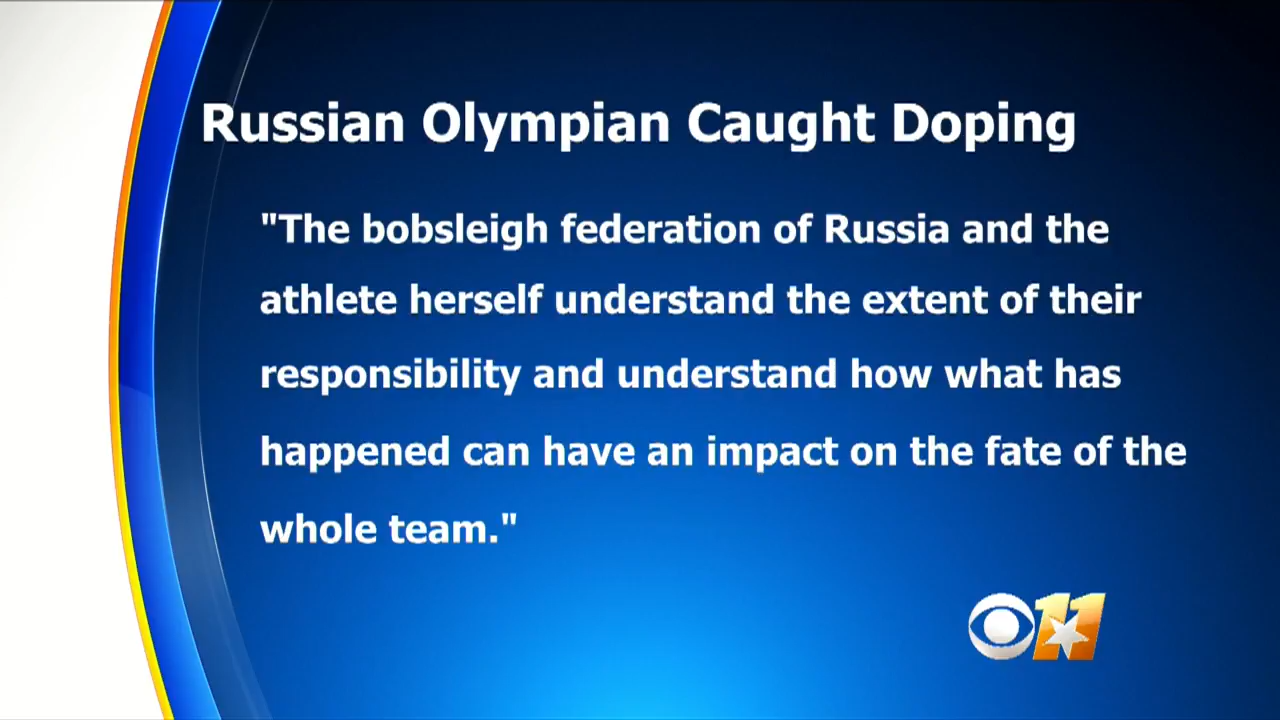 Russian Olympian Caught Doping
"The bobsleigh federation of Russia and the
athlete herself understand the extent of their
responsibility and understand how what has
happened can have an impact on the fate of the
whole team."
11